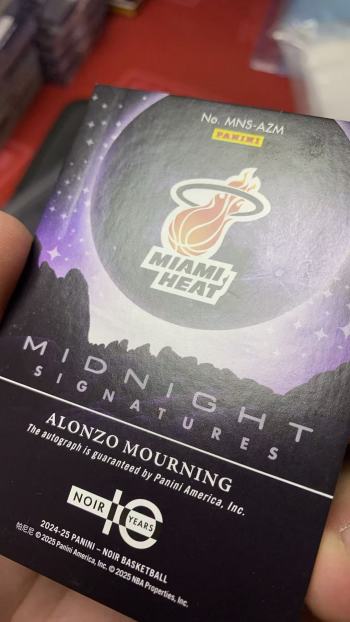 No. MNS-AZM
PANINI
MIAMI
HEAT
MIDNIGHT
SIGNATURES
ALONZO MOURNING
The autograph is guaranteed by Panini America, Inc.
NOIR 10 YEARS
2024-25 PANINI – NOIR BASKETBALL
帕尼尼 © 2025 Panini America, Inc. © 2025 NBA Properties, Inc.